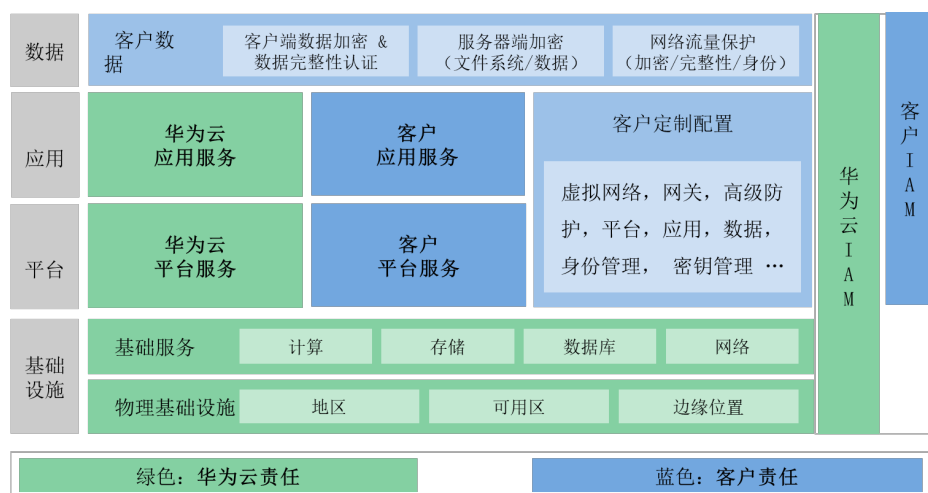 数据
客户数
据
客户端数据加密 &
数据完整性认证
服务器端加密
（文件系统/数据）
网络流量保护
（加密/完整性/身份）
应用
华为云
应用服务
客户
应用服务
客户定制配置
虚拟网络，网关，高级防
护，平台，应用，数据，
身份管理， 密钥管理 …
平台
华为云
平台服务
客户
平台服务
基础
设施
基础服务
计算
存储
数据库
网络
物理基础设施
地区
可用区
边缘位置
华为云IAM
客户IAM
绿色：华为云责任
蓝色：客户责任